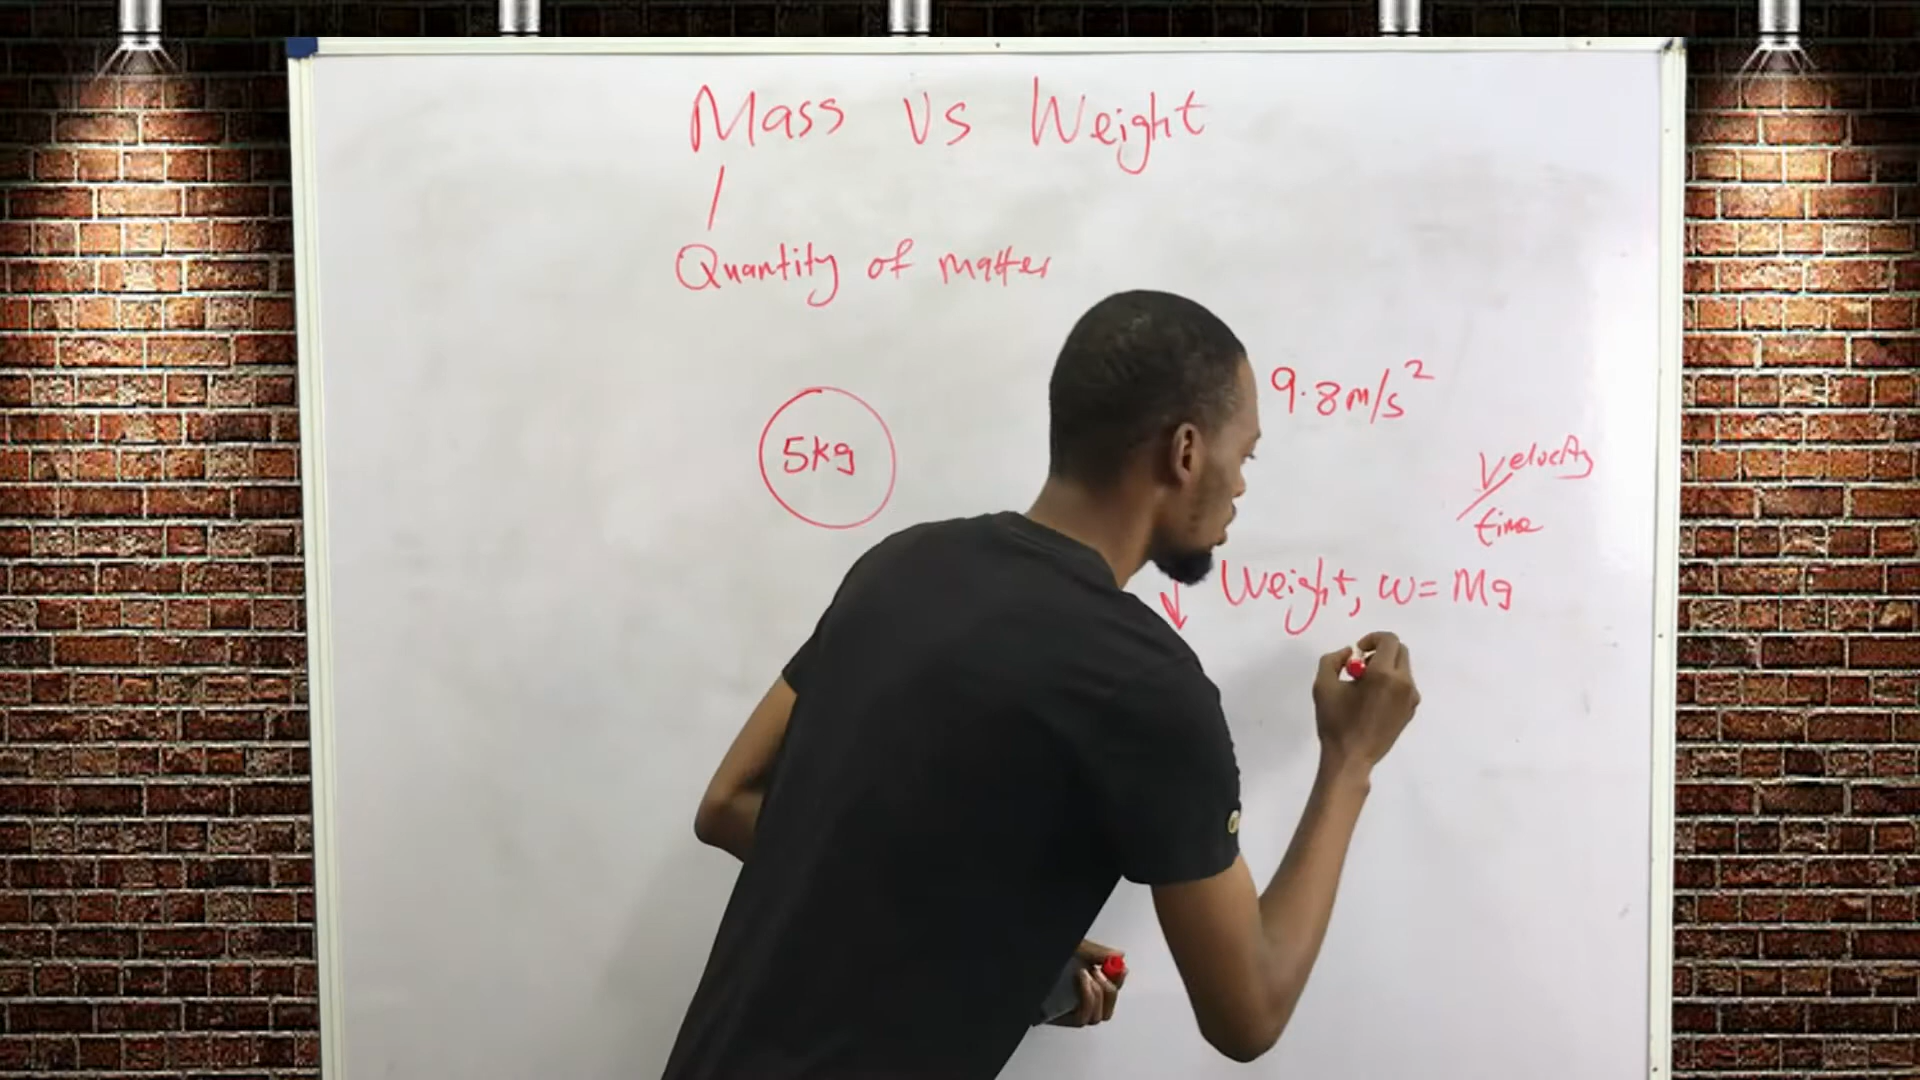 Mass Vs Weight
Quantity of matter
5kg
9.8m/s²
Velocity
time
Weight, w= Mg